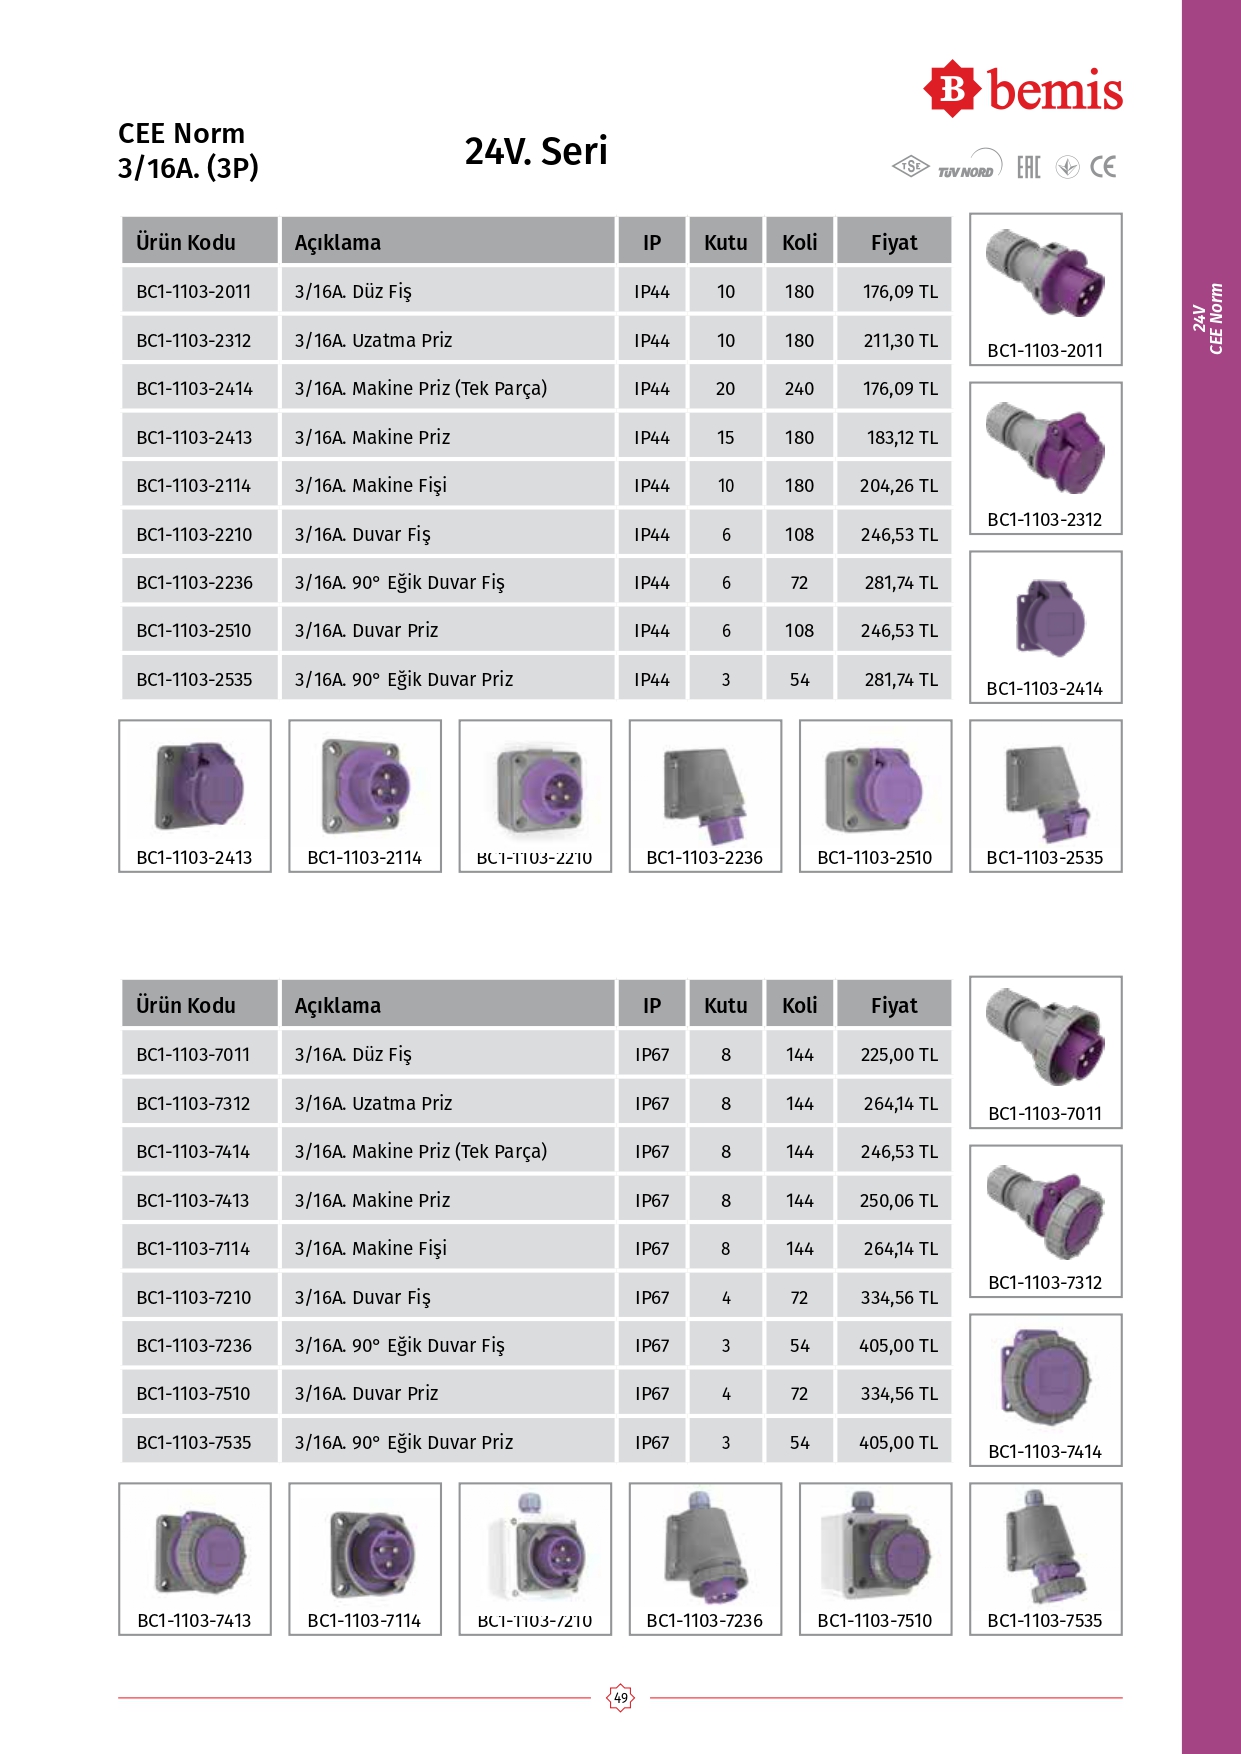 bemis
CEE Norm
3/16A. (3P)
24V. Seri
TSE TÜV NORD EAC CE
24V
CEE Norm
Ürün Kodu Açıklama IP Kutu Koli Fiyat
BC1-1103-2011 3/16A. Düz Fiş IP44 10 180 176,09 TL
BC1-1103-2312 3/16A. Uzatma Priz IP44 10 180 211,30 TL
BC1-1103-2414 3/16A. Makine Priz (Tek Parça) IP44 20 240 176,09 TL
BC1-1103-2413 3/16A. Makine Priz IP44 15 180 183,12 TL
BC1-1103-2114 3/16A. Makine Fişi IP44 10 180 204,26 TL
BC1-1103-2210 3/16A. Duvar Fiş IP44 6 108 246,53 TL
BC1-1103-2236 3/16A. 90° Eğik Duvar Fiş IP44 6 72 281,74 TL
BC1-1103-2510 3/16A. Duvar Priz IP44 6 108 246,53 TL
BC1-1103-2535 3/16A. 90° Eğik Duvar Priz IP44 3 54 281,74 TL
BC1-1103-2011
BC1-1103-2312
BC1-1103-2414
BC1-1103-2413 BC1-1103-2114 BC1-1103-2210 BC1-1103-2236 BC1-1103-2510 BC1-1103-2535
Ürün Kodu Açıklama IP Kutu Koli Fiyat
BC1-1103-7011 3/16A. Düz Fiş IP67 8 144 225,00 TL
BC1-1103-7312 3/16A. Uzatma Priz IP67 8 144 264,14 TL
BC1-1103-7414 3/16A. Makine Priz (Tek Parça) IP67 8 144 246,53 TL
BC1-1103-7413 3/16A. Makine Priz IP67 8 144 250,06 TL
BC1-1103-7114 3/16A. Makine Fişi IP67 8 144 264,14 TL
BC1-1103-7210 3/16A. Duvar Fiş IP67 4 72 334,56 TL
BC1-1103-7236 3/16A. 90° Eğik Duvar Fiş IP67 3 54 405,00 TL
BC1-1103-7510 3/16A. Duvar Priz IP67 4 72 334,56 TL
BC1-1103-7535 3/16A. 90° Eğik Duvar Priz IP67 3 54 405,00 TL
BC1-1103-7011
BC1-1103-7312
BC1-1103-7414
BC1-1103-7413 BC1-1103-7114 BC1-1103-7210 BC1-1103-7236 BC1-1103-7510 BC1-1103-7535
49